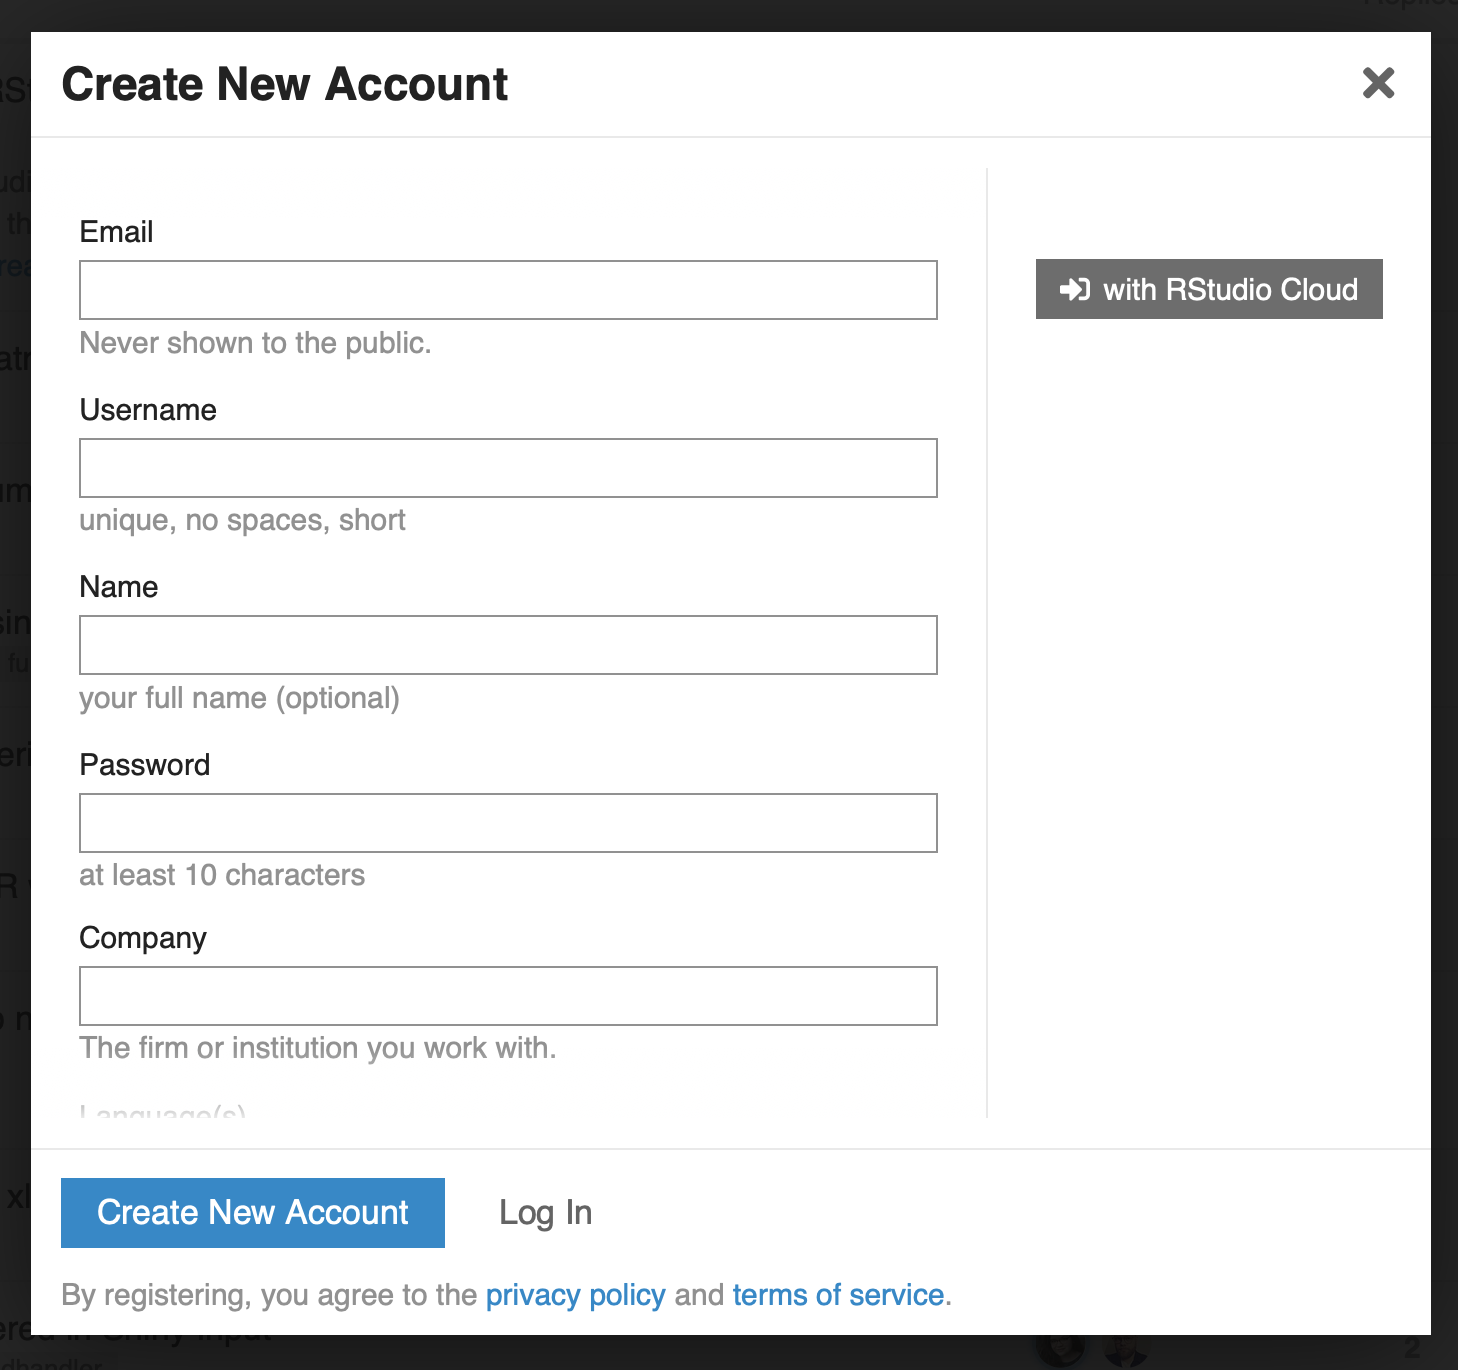 Create New Account
Email
Never shown to the public.
with RStudio Cloud
Username
unique, no spaces, short
Name
your full name (optional)
Password
at least 10 characters
Company
The firm or institution you work with.
Language(s)
Create New Account
Log In
By registering, you agree to the privacy policy and terms of service.
2